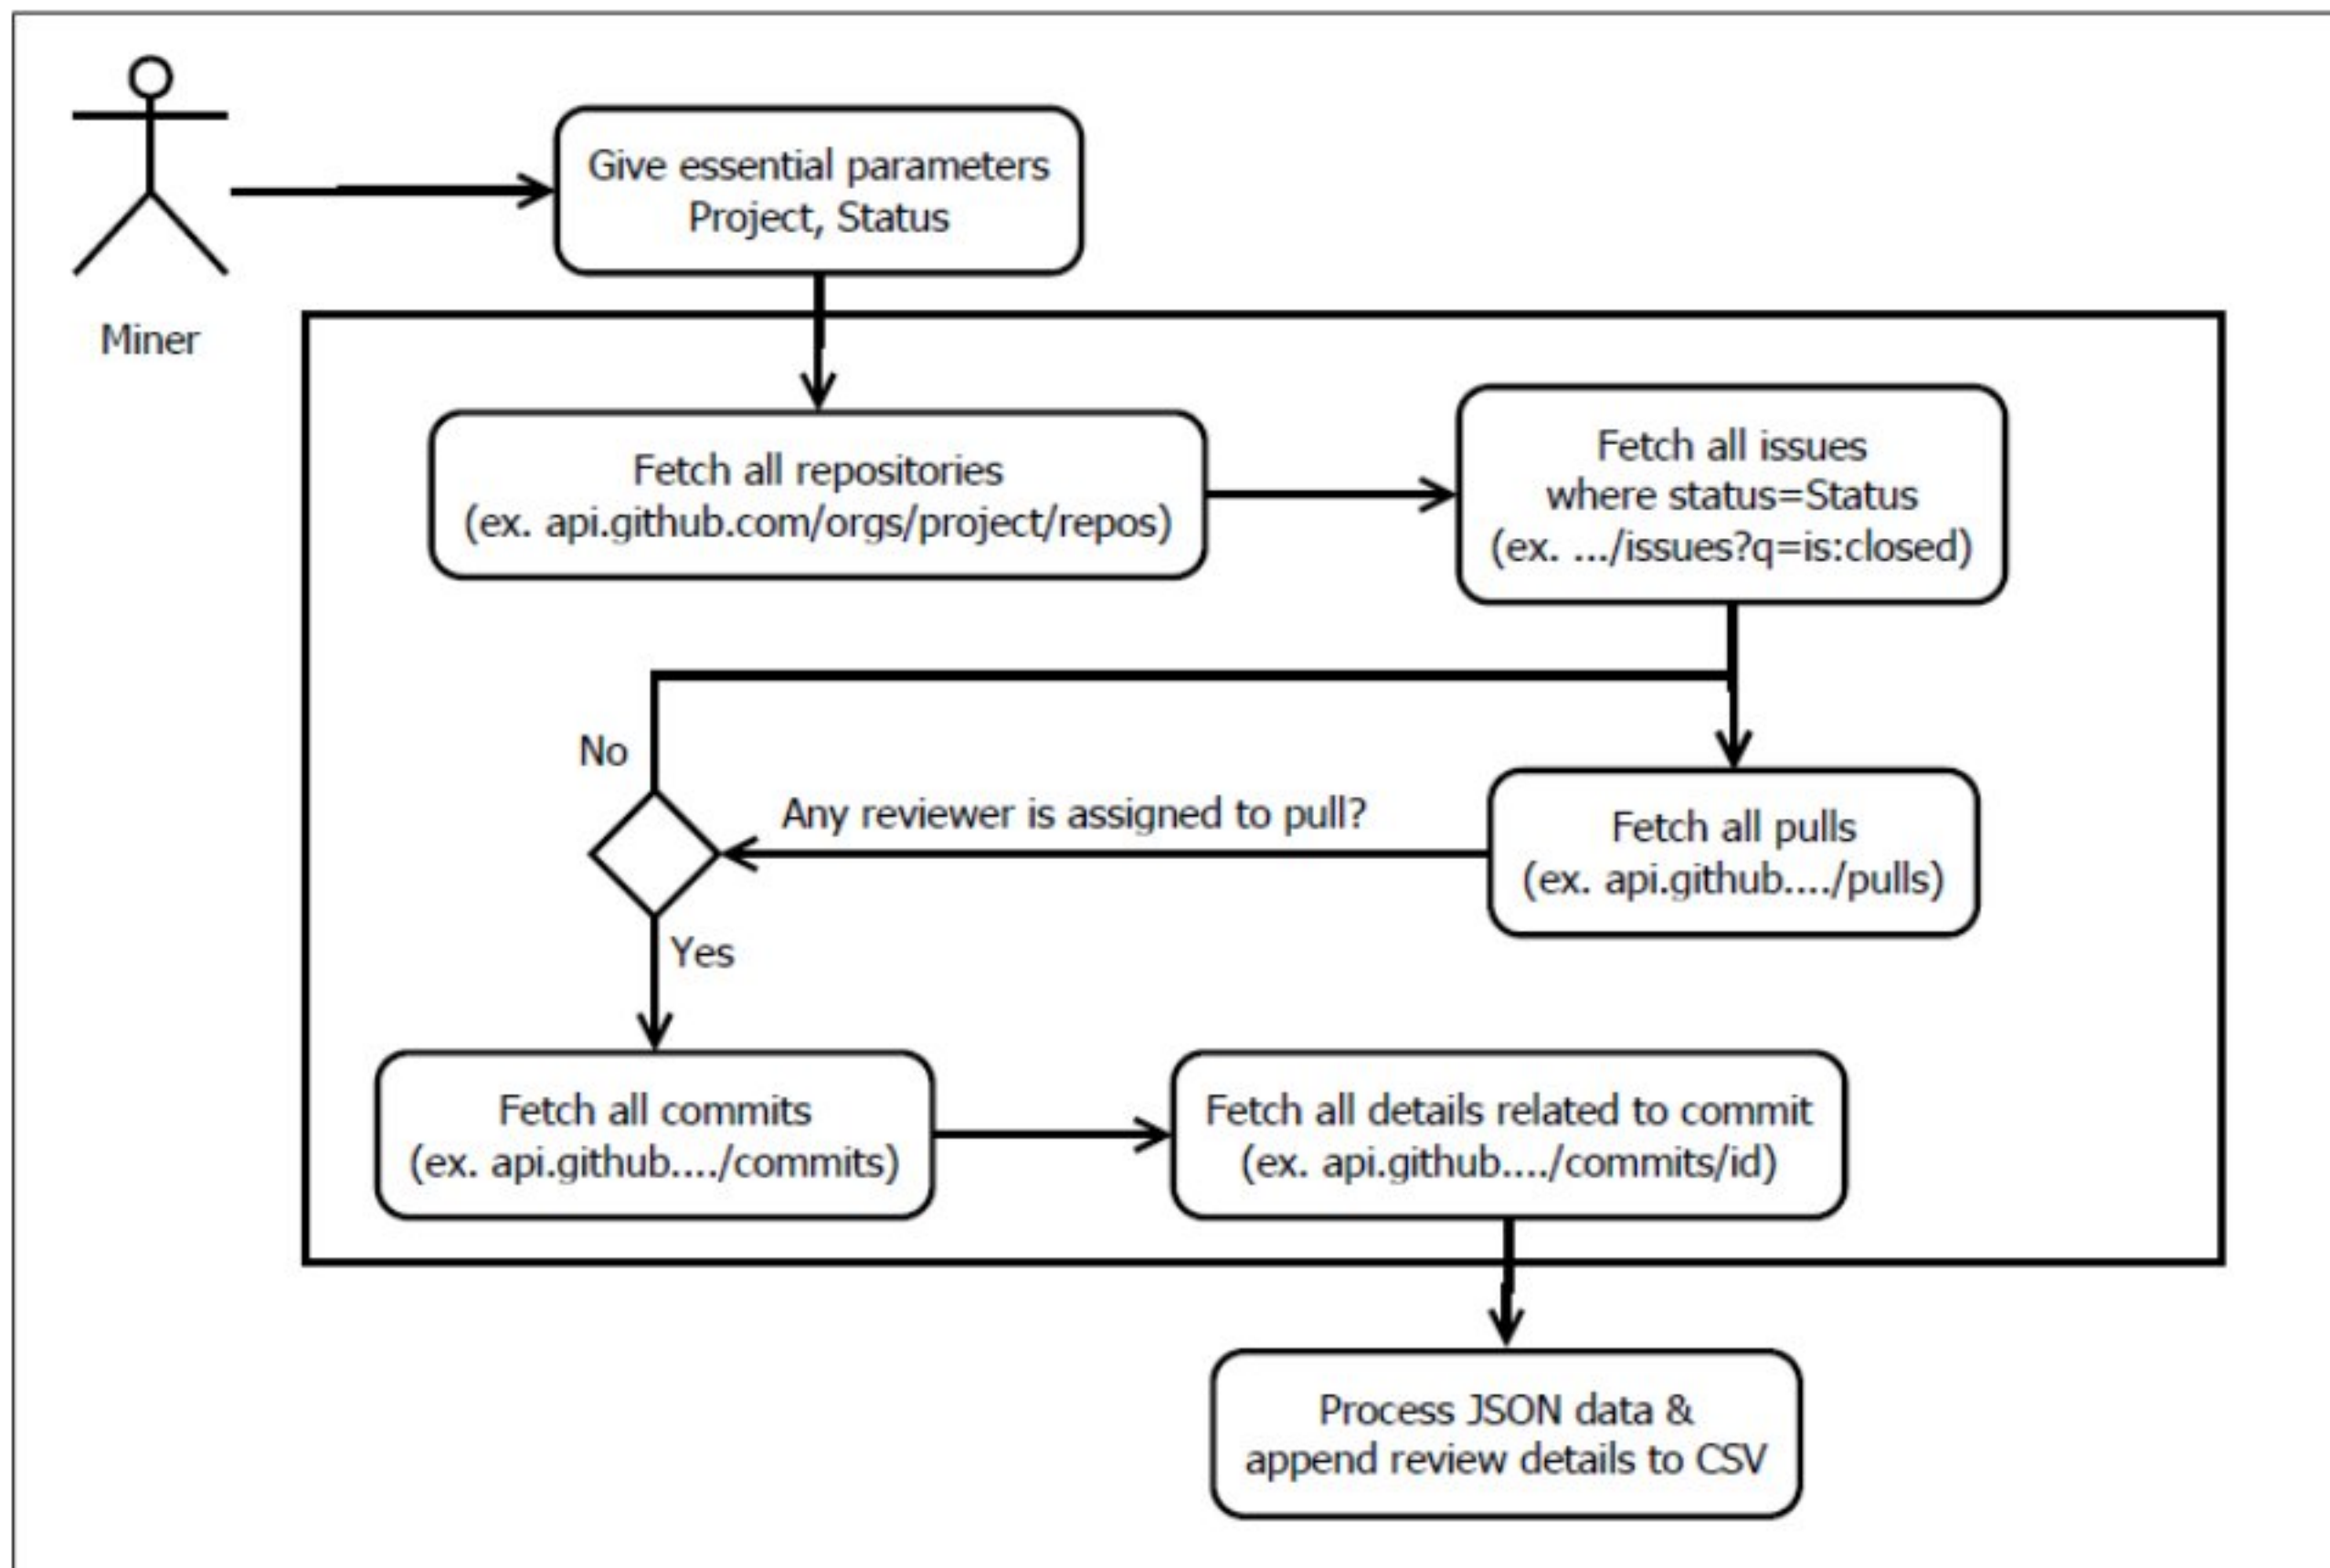 Miner
Give essential parameters
Project, Status
Fetch all repositories
(ex. api.github.com/orgs/project/repos)
Fetch all issues
where status=Status
(ex. .../issues?q=is:closed)
No
Any reviewer is assigned to pull?
Fetch all pulls
(ex. api.github..../pulls)
Yes
Fetch all commits
(ex. api.github..../commits)
Fetch all details related to commit
(ex. api.github..../commits/id)
Process JSON data &
append review details to CSV